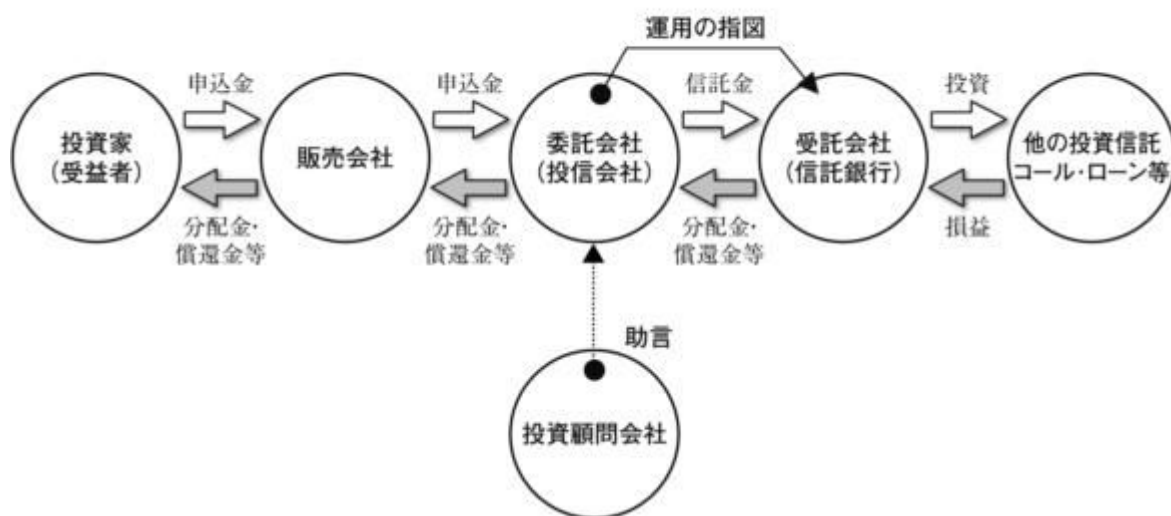 運用の指図
申込金
申込金
信託金
投資
投資家
(受益者)
販売会社
委託会社
(投信会社)
受託会社
(信託銀行)
他の投資信託
コール・ローン等
分配金・
償還金等
分配金・
償還金等
分配金・
償還金等
損益
助言
投資顧問会社